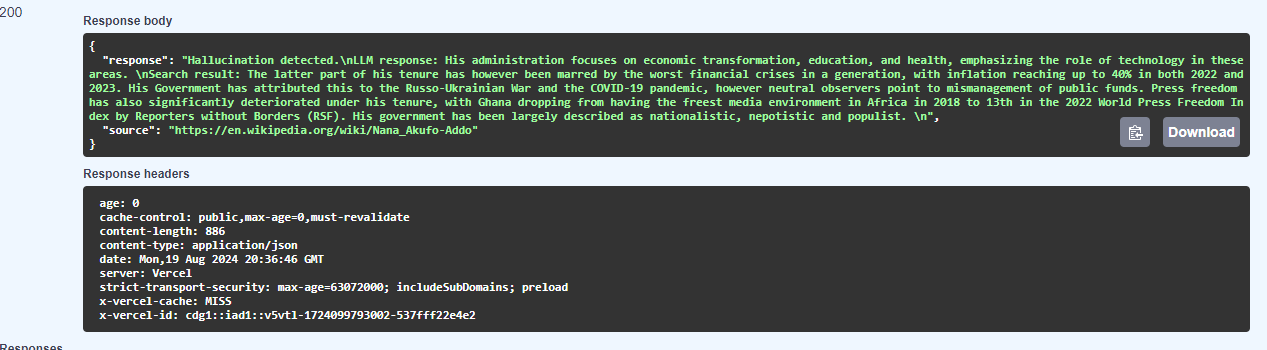 200
Response body
{
"response": "Hallucination detected.\nLLM response: His administration focuses on economic transformation, education, and health, emphasizing the role of technology in these
areas. \nSearch result: The latter part of his tenure has however been marred by the worst financial crises in a generation, with inflation reaching up to 40% in both 2022 and
2023. His Government has attributed this to the Russo-Ukrainian War and the COVID-19 pandemic, however neutral observers point to mismanagement of public funds. Press freedom
has also significantly deteriorated under his tenure, with Ghana dropping from having the freest media environment in Africa in 2018 to 13th in the 2022 World Press Freedom In
dex by Reporters without Borders (RSF). His government has been largely described as nationalistic, nepotistic and populist. \n",
"source": "https://en.wikipedia.org/wiki/Nana_Akufo-Addo"
}
Download
Response headers
age: 0
cache-control: public,max-age=0,must-revalidate
content-length: 886
content-type: application/json
date: Mon,19 Aug 2024 20:36:46 GMT
server: Vercel
strict-transport-security: max-age=63072000; includeSubDomains; preload
x-vercel-cache: MISS
x-vercel-id: cdg1::iad1::v5vtl-1724099793002-537fff22e4e2
Responses